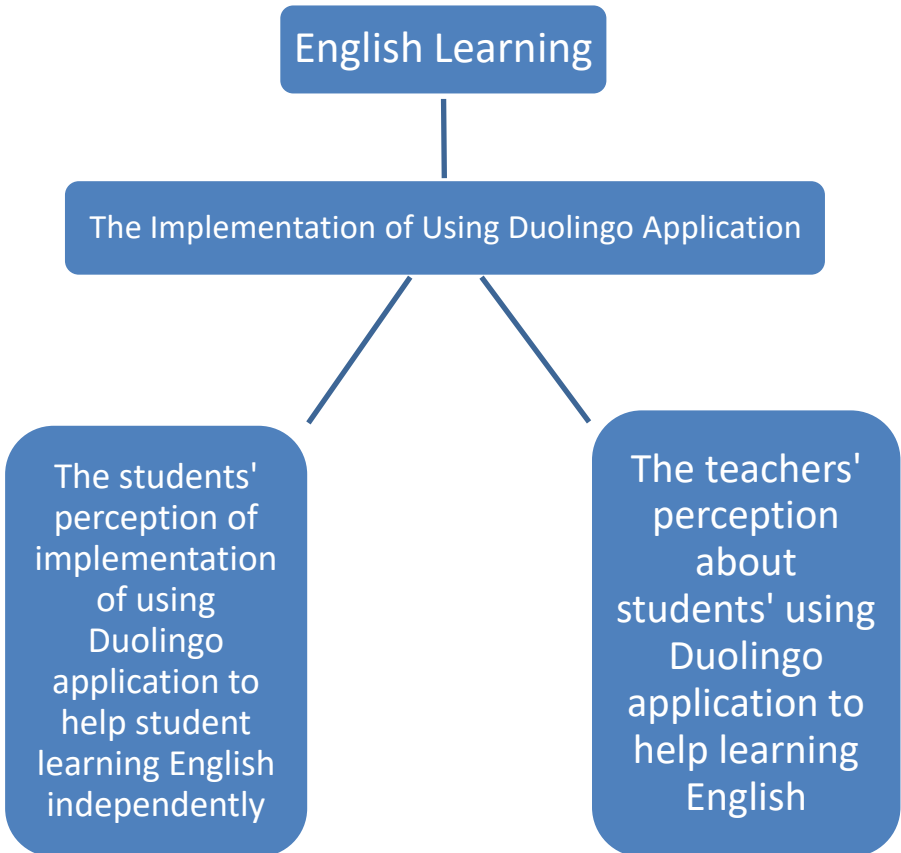 English Learning
The Implementation of Using Duolingo Application
The students'
perception of
implementation
of using
Duolingo
application to
help student
learning English
independently
The teachers'
perception
about
students' using
Duolingo
application to
help learning
English